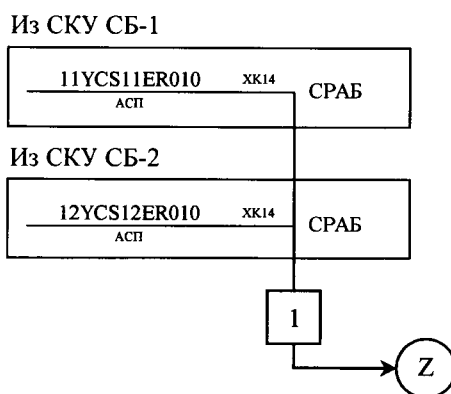 Из СКУ СБ-1
11YCS11ER010 XK14 СРАБ
АСП
Из СКУ СБ-2
12YCS12ER010 XK14 СРАБ
АСП
1
Z